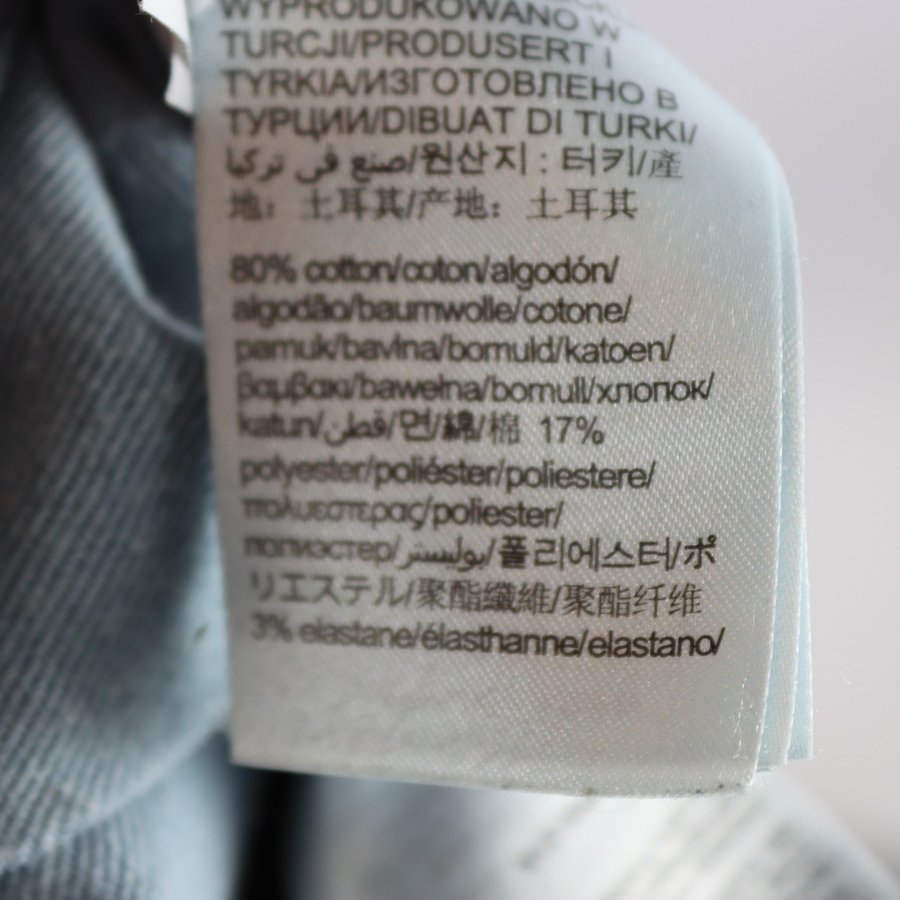 WYPRODUKOWANO W
TURCJI/PRODUSERT I
TYRKIA/ИЗГОТОВЛЕНО В
ТУРЦИИ/DIBUAT DI TURKI/
صنع في تركيا/원산지 : 터키/產
地：土耳其/产地：土耳其
80% cotton/coton/algodón/
algodão/baumwolle/cotone/
pamuk/bavlna/bomuld/katoen/
βαμβακι/bawełna/bomull/хлопок/
katun/قطن/면/綿/棉 17%
polyester/poliéster/poliestere/
πολυεστερας/poliester/
полиэстер/بوليستر/폴리에스터/ポ
リエステル/聚酯纖維/聚酯纤维
3% elastane/élasthanne/elastano/